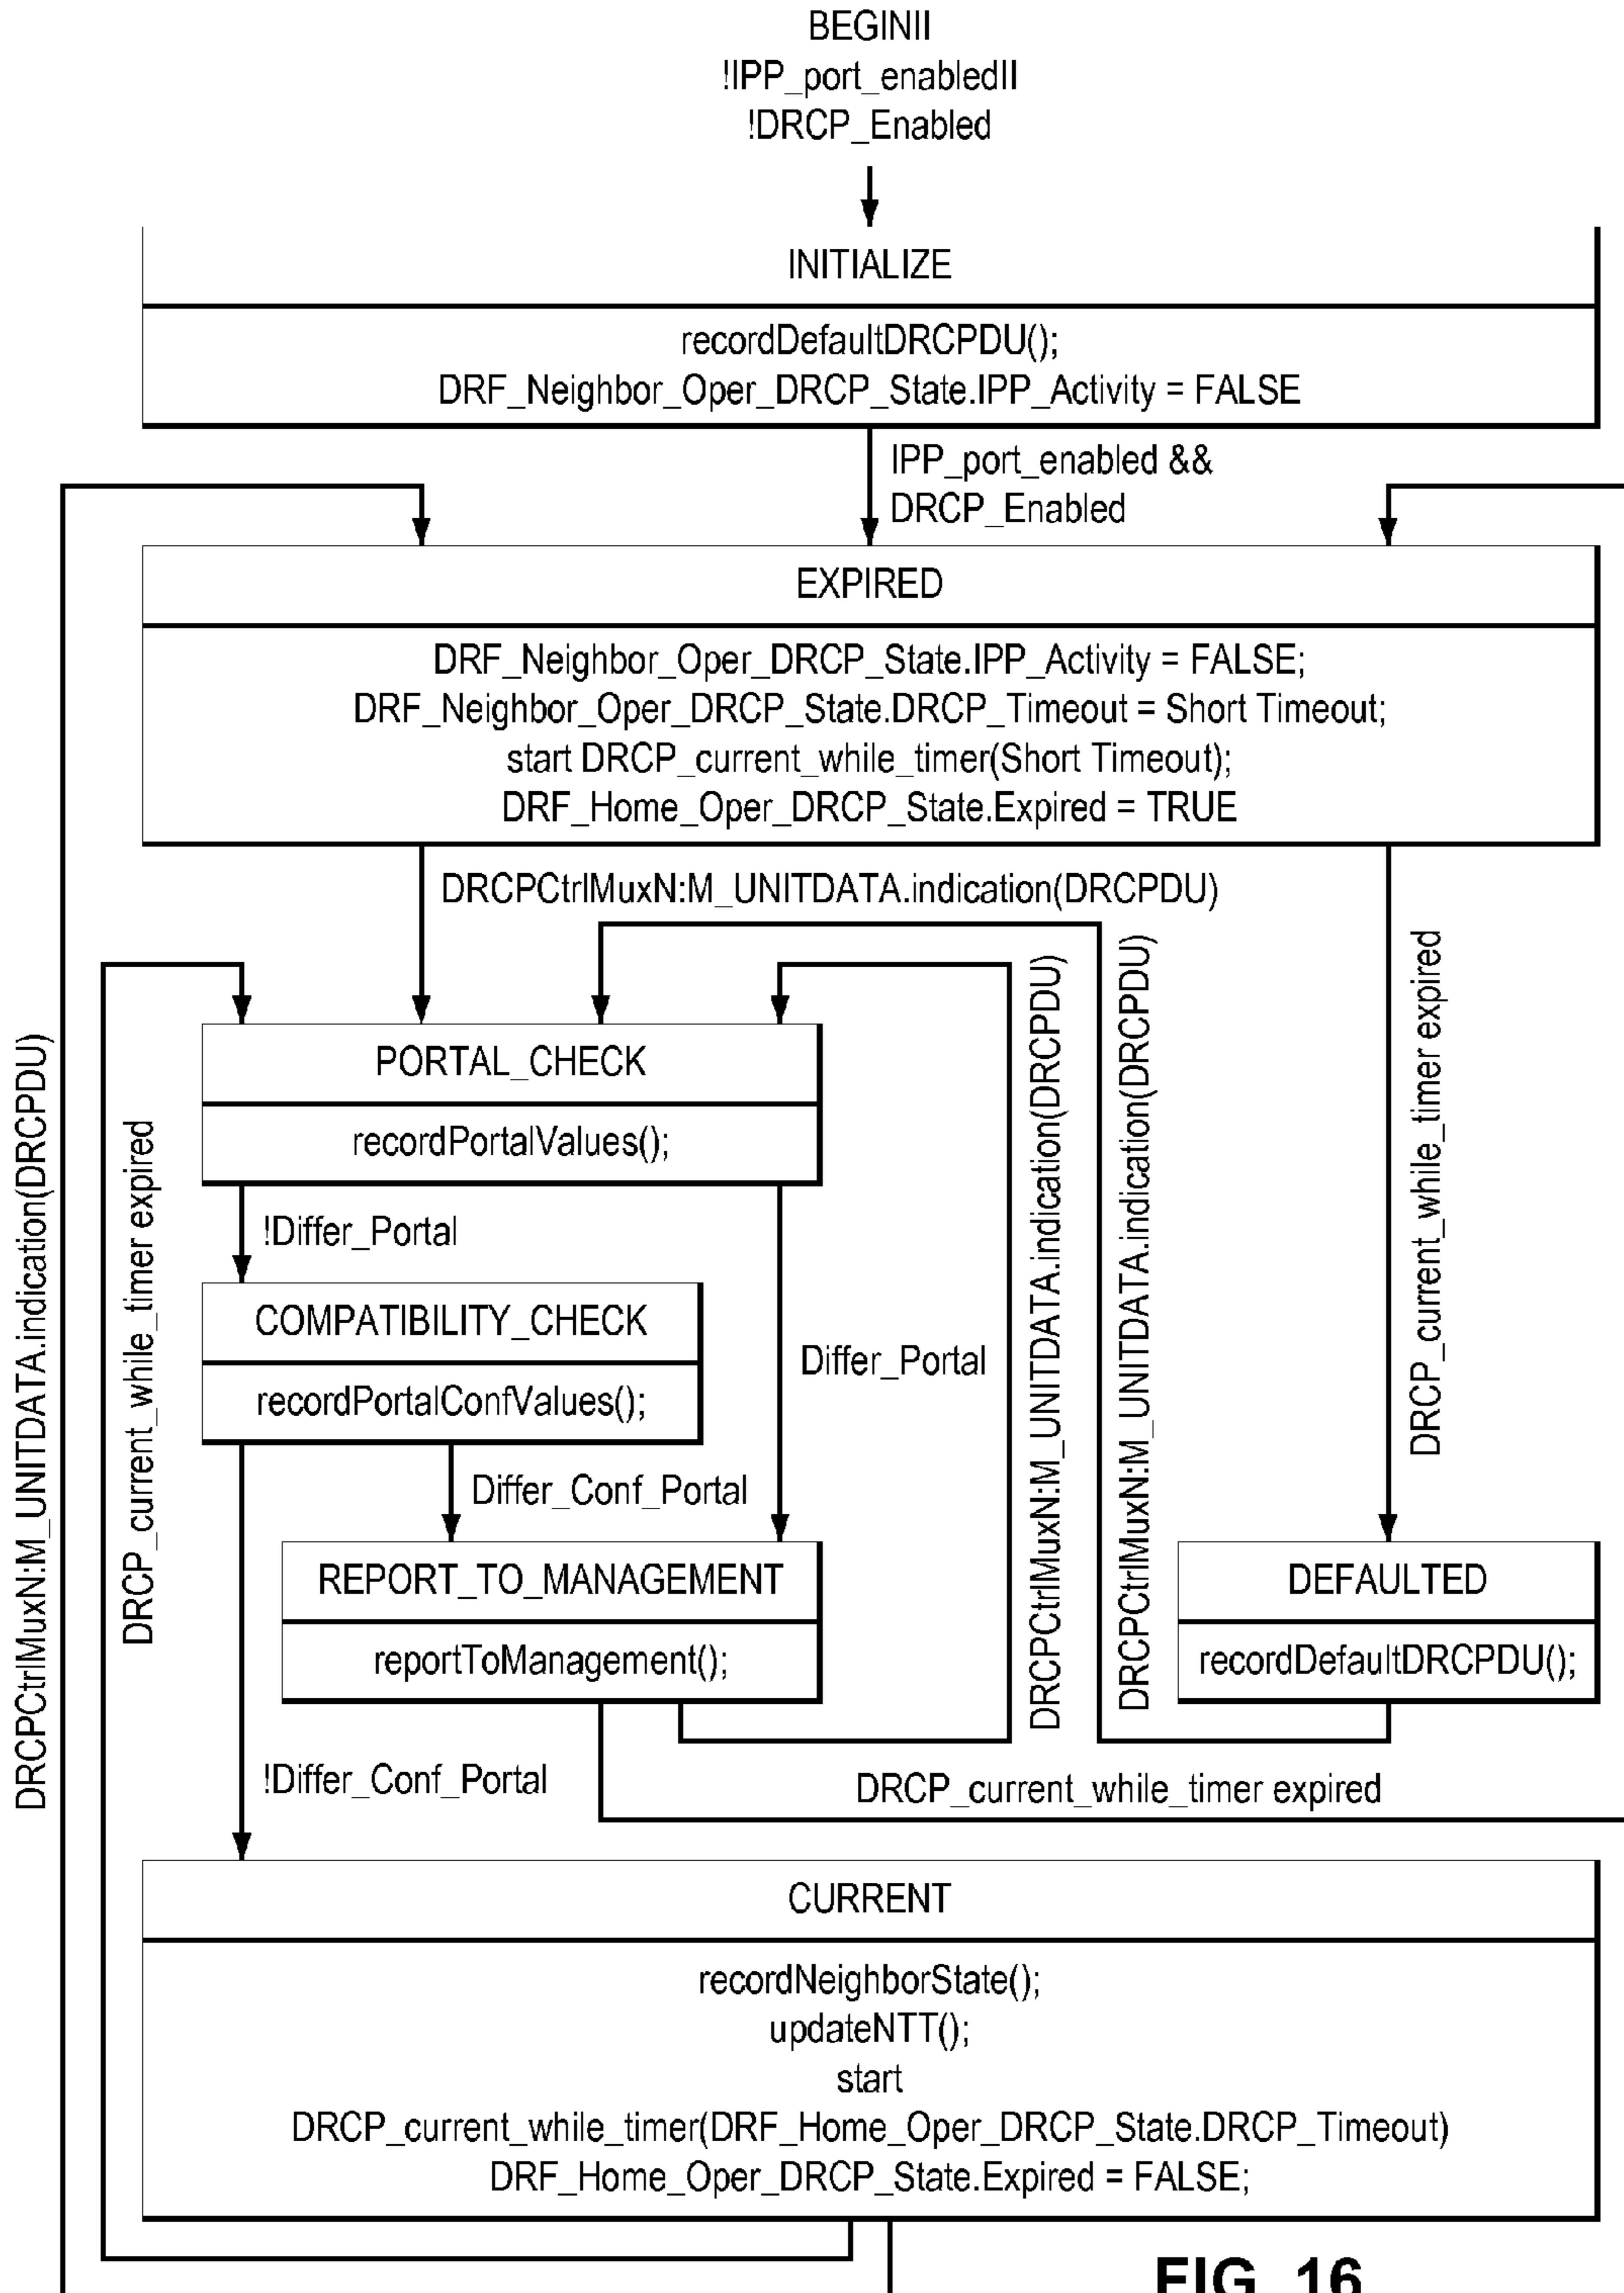 BEGINII
!IPP_port_enabledII
!DRCP_Enabled
INITIALIZE
recordDefaultDRCPDU();
DRF_Neighbor_Oper_DRCP_State.IPP_Activity = FALSE
IPP_port_enabled &&
DRCP_Enabled
EXPIRED
DRF_Neighbor_Oper_DRCP_State.IPP_Activity = FALSE;
DRF_Neighbor_Oper_DRCP_State.DRCP_Timeout = Short Timeout;
start DRCP_current_while_timer(Short Timeout);
DRF_Home_Oper_DRCP_State.Expired = TRUE
DRCPCtrlMuxN:M_UNITDATA.indication(DRCPDU)
DRCPCtrlMuxN:M_UNITDATA.indication(DRCPDU)
DRCP_current_while_timer expired
PORTAL_CHECK
recordPortalValues();
!Differ_Portal
COMPATIBILITY_CHECK
recordPortalConfValues();
Differ_Portal
Differ_Conf_Portal
REPORT_TO_MANAGEMENT
reportToManagement();
DRCPCtrlMuxN:M_UNITDATA.indication(DRCPDU)
DRCPCtrlMuxN:M_UNITDATA.indication(DRCPDU)
DRCP_current_while_timer expired
DEFAULTED
recordDefaultDRCPDU();
!Differ_Conf_Portal
DRCP_current_while_timer expired
CURRENT
recordNeighborState();
updateNTT();
start
DRCP_current_while_timer(DRF_Home_Oper_DRCP_State.DRCP_Timeout)
DRF_Home_Oper_DRCP_State.Expired = FALSE;
FIG. 16